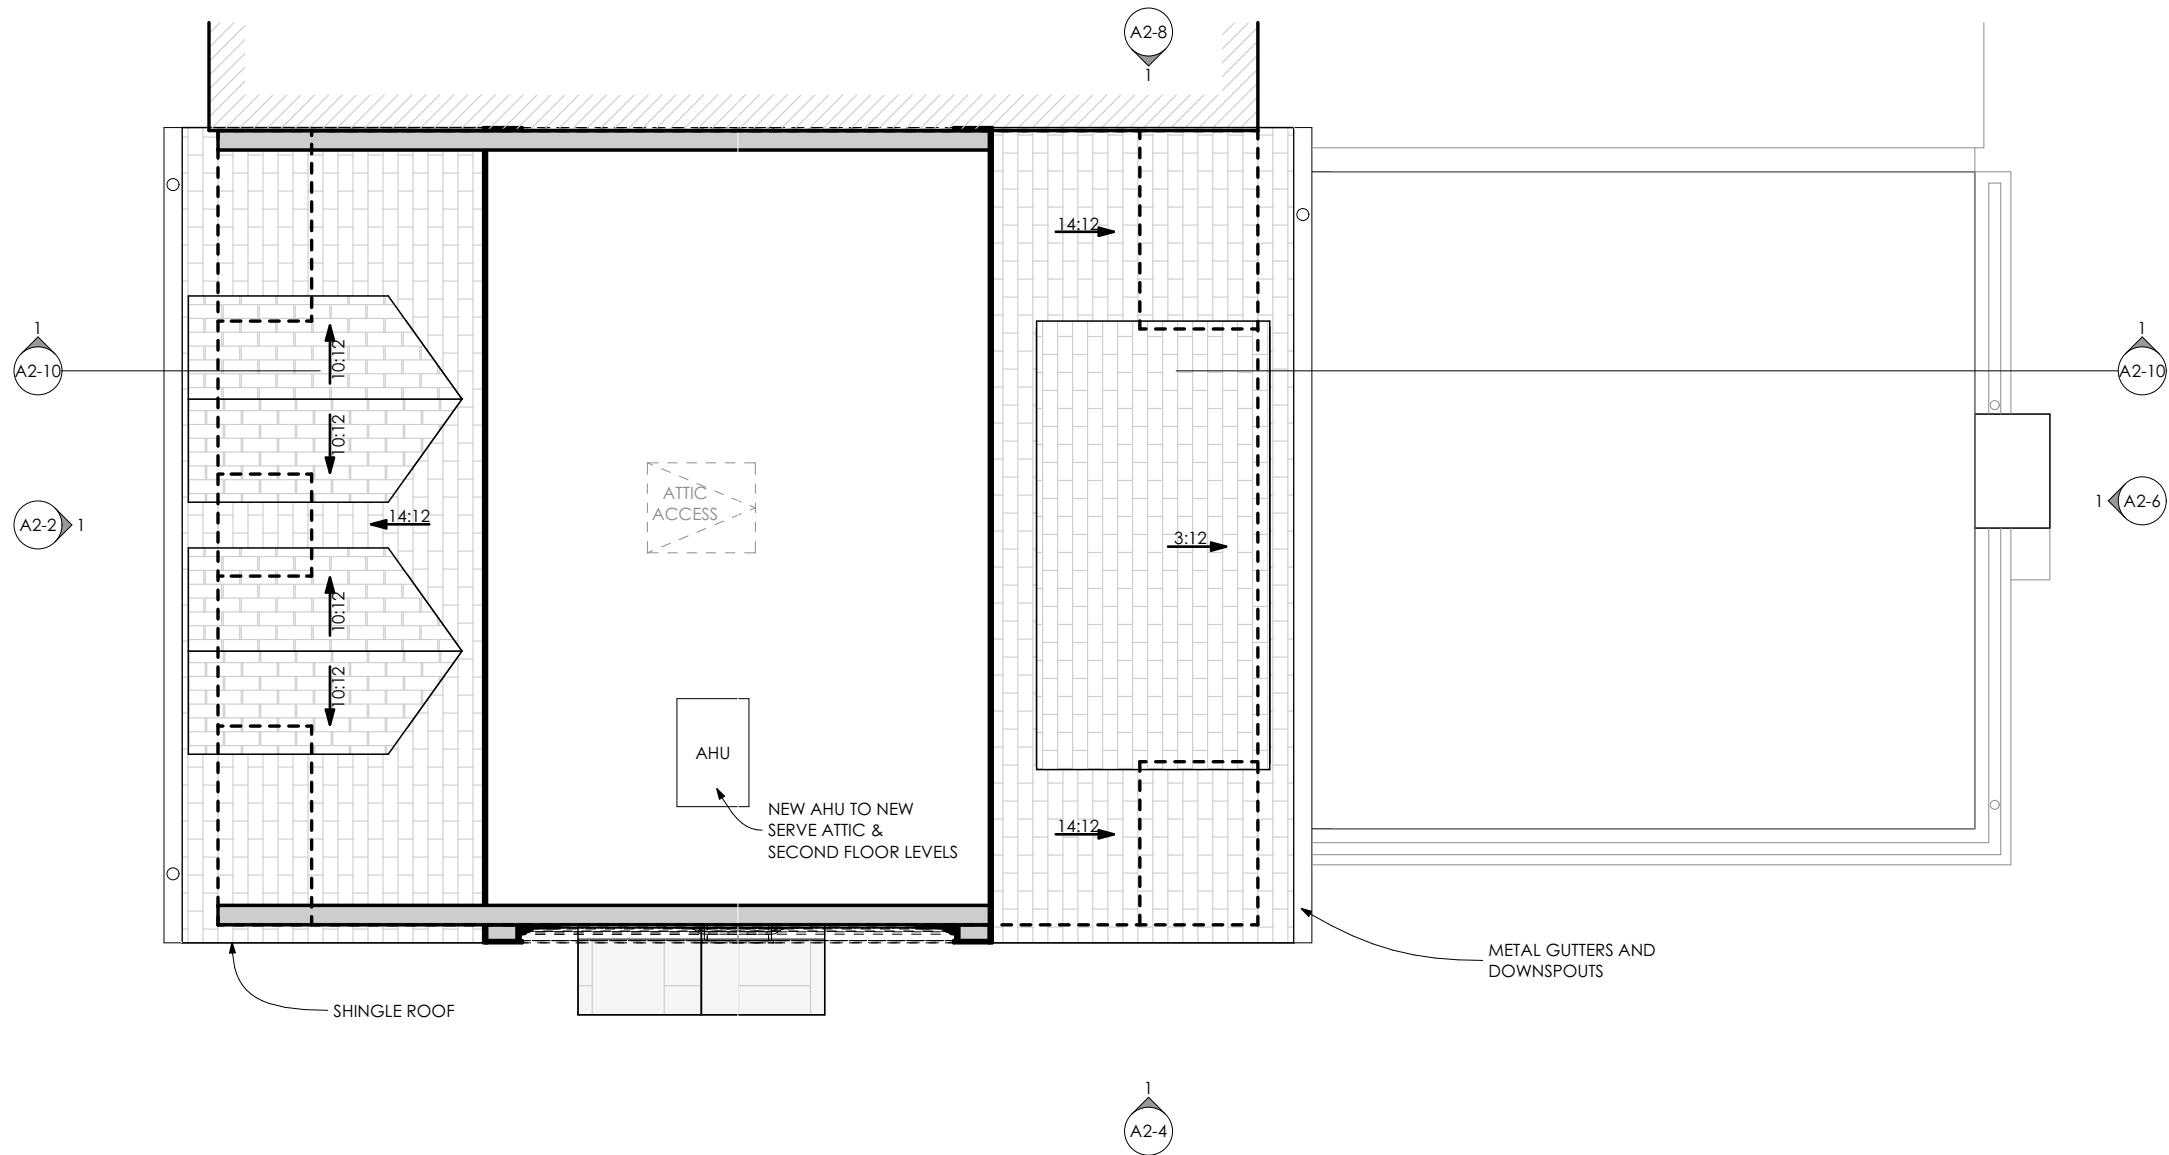 A2-8
1
14:12
1
A2-10
10:12
10:12
1
A2-10
A2-2
1
14:12
ATTIC
ACCESS
3:12
1
A2-6
10:12
10:12
AHU
NEW AHU TO NEW
SERVE ATTIC &
SECOND FLOOR LEVELS
14:12
METAL GUTTERS AND
DOWNSPOUTS
SHINGLE ROOF
1
A2-4